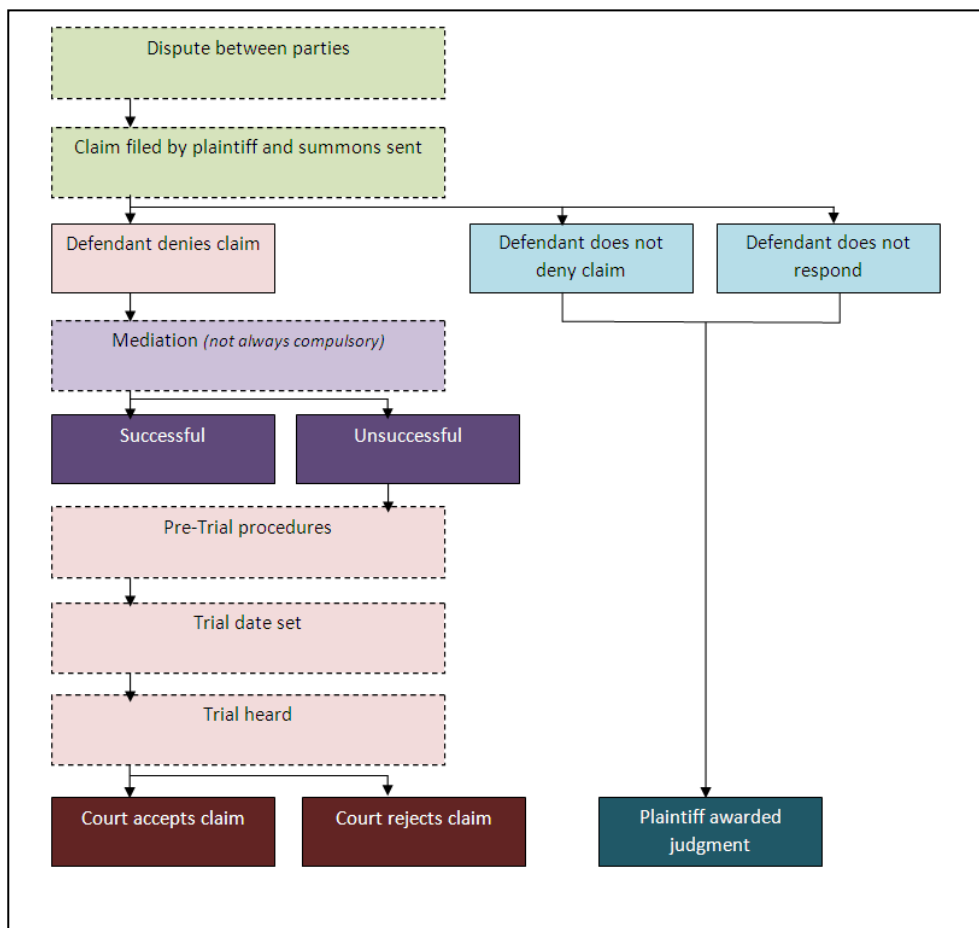 Dispute between parties
Claim filed by plaintiff and summons sent
Defendant denies claim
Defendant does not
deny claim
Defendant does not
respond
Mediation (not always compulsory)
Successful
Unsuccessful
Pre-Trial procedures
Trial date set
Trial heard
Court accepts claim
Court rejects claim
Plaintiff awarded
judgment